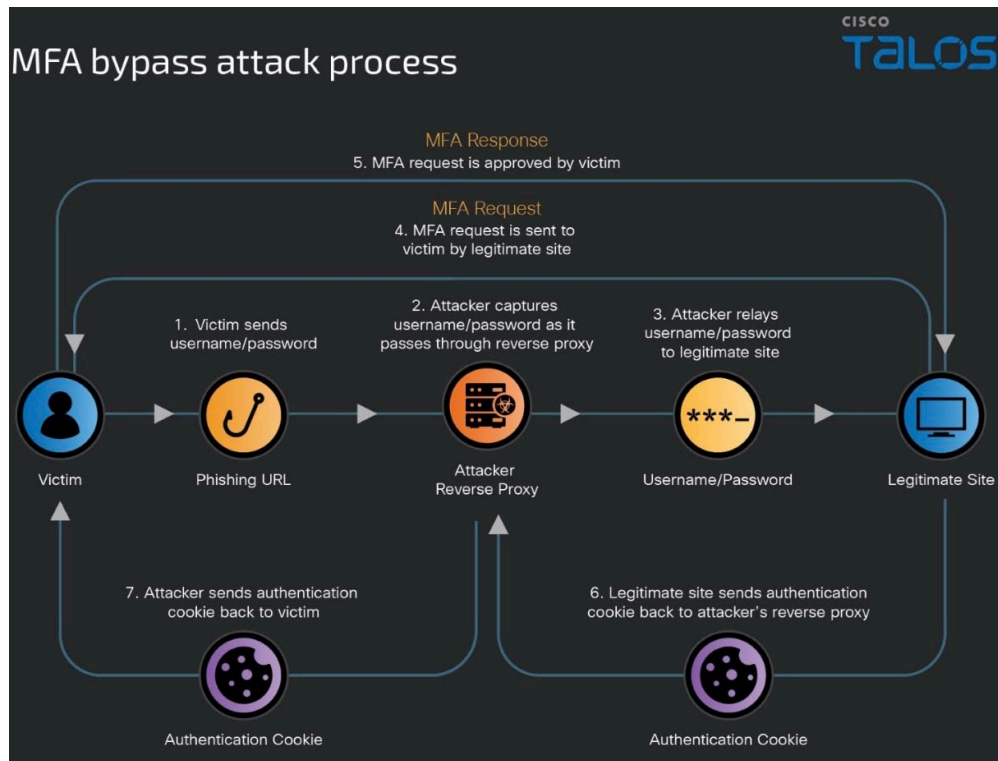 CISCO
TALOS
MFA bypass attack process
MFA Response
5. MFA request is approved by victim
MFA Request
4. MFA request is sent to
victim by legitimate site
1. Victim sends
username/password
2. Attacker captures
username/password as it
passes through reverse proxy
3. Attacker relays
username/password
to legitimate site
***_
Victim
Phishing URL
Attacker
Reverse Proxy
Username/Password
Legitimate Site
7. Attacker sends authentication
cookie back to victim
6. Legitimate site sends authentication
cookie back to attacker's reverse proxy
Authentication Cookie
Authentication Cookie